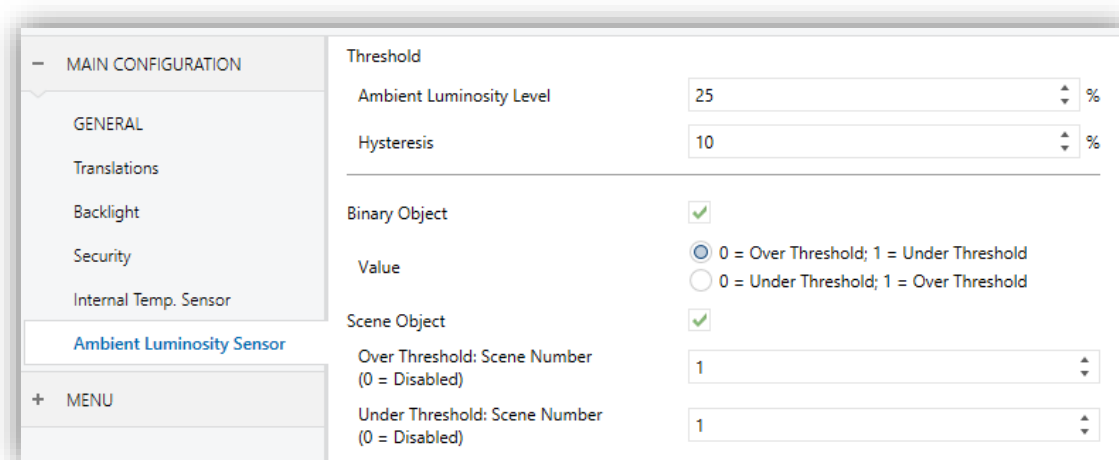 MAIN CONFIGURATION
GENERAL
Translations
Backlight
Security
Internal Temp. Sensor
Ambient Luminosity Sensor
MENU
Threshold
Ambient Luminosity Level 25 %
Hysteresis 10 %
Binary Object
Value 0 = Over Threshold; 1 = Under Threshold
0 = Under Threshold; 1 = Over Threshold
Scene Object
Over Threshold: Scene Number
(0 = Disabled) 1
Under Threshold: Scene Number
(0 = Disabled) 1